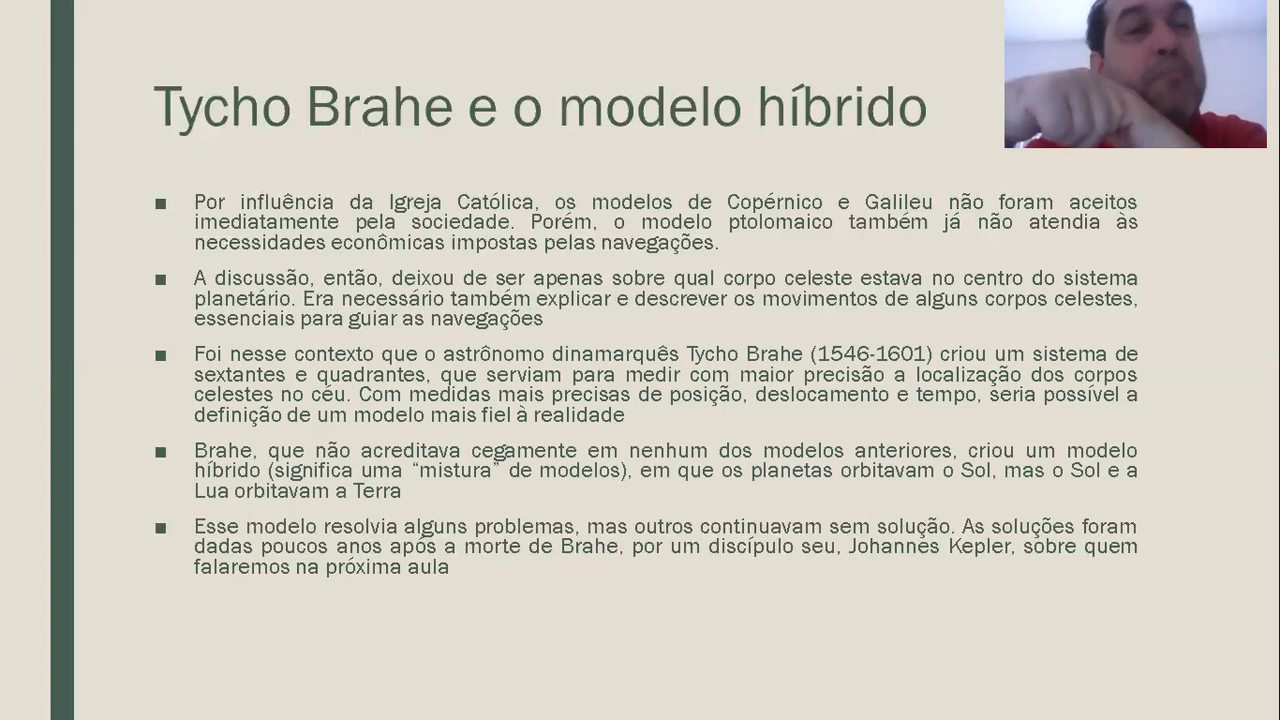 Tycho Brahe e o modelo híbrido
■ Por influência da Igreja Católica, os modelos de Copérnico e Galileu não foram aceitos
imediatamente pela sociedade. Porém, o modelo ptolomaico também já não atendia às
necessidades econômicas impostas pelas navegações.
■ A discussão, então, deixou de ser apenas sobre qual corpo celeste estava no centro do sistema
planetário. Era necessário também explicar e descrever os movimentos de alguns corpos celestes,
essenciais para guiar as navegações
■ Foi nesse contexto que o astrônomo dinamarquês Tycho Brahe (1546-1601) criou um sistema de
sextantes e quadrantes, que serviam para medir com maior precisão a localização dos corpos
celestes no céu. Com medidas mais precisas de posição, deslocamento e tempo, seria possível a
definição de um modelo mais fiel à realidade
■ Brahe, que não acreditava cegamente em nenhum dos modelos anteriores, criou um modelo
híbrido (significa uma “mistura” de modelos), em que os planetas orbitavam o Sol, mas o Sol e a
Lua orbitavam a Terra
■ Esse modelo resolvia alguns problemas, mas outros continuavam sem solução. As soluções foram
dadas poucos anos após a morte de Brahe, por um discípulo seu, Johannes Kepler, sobre quem
falaremos na próxima aula